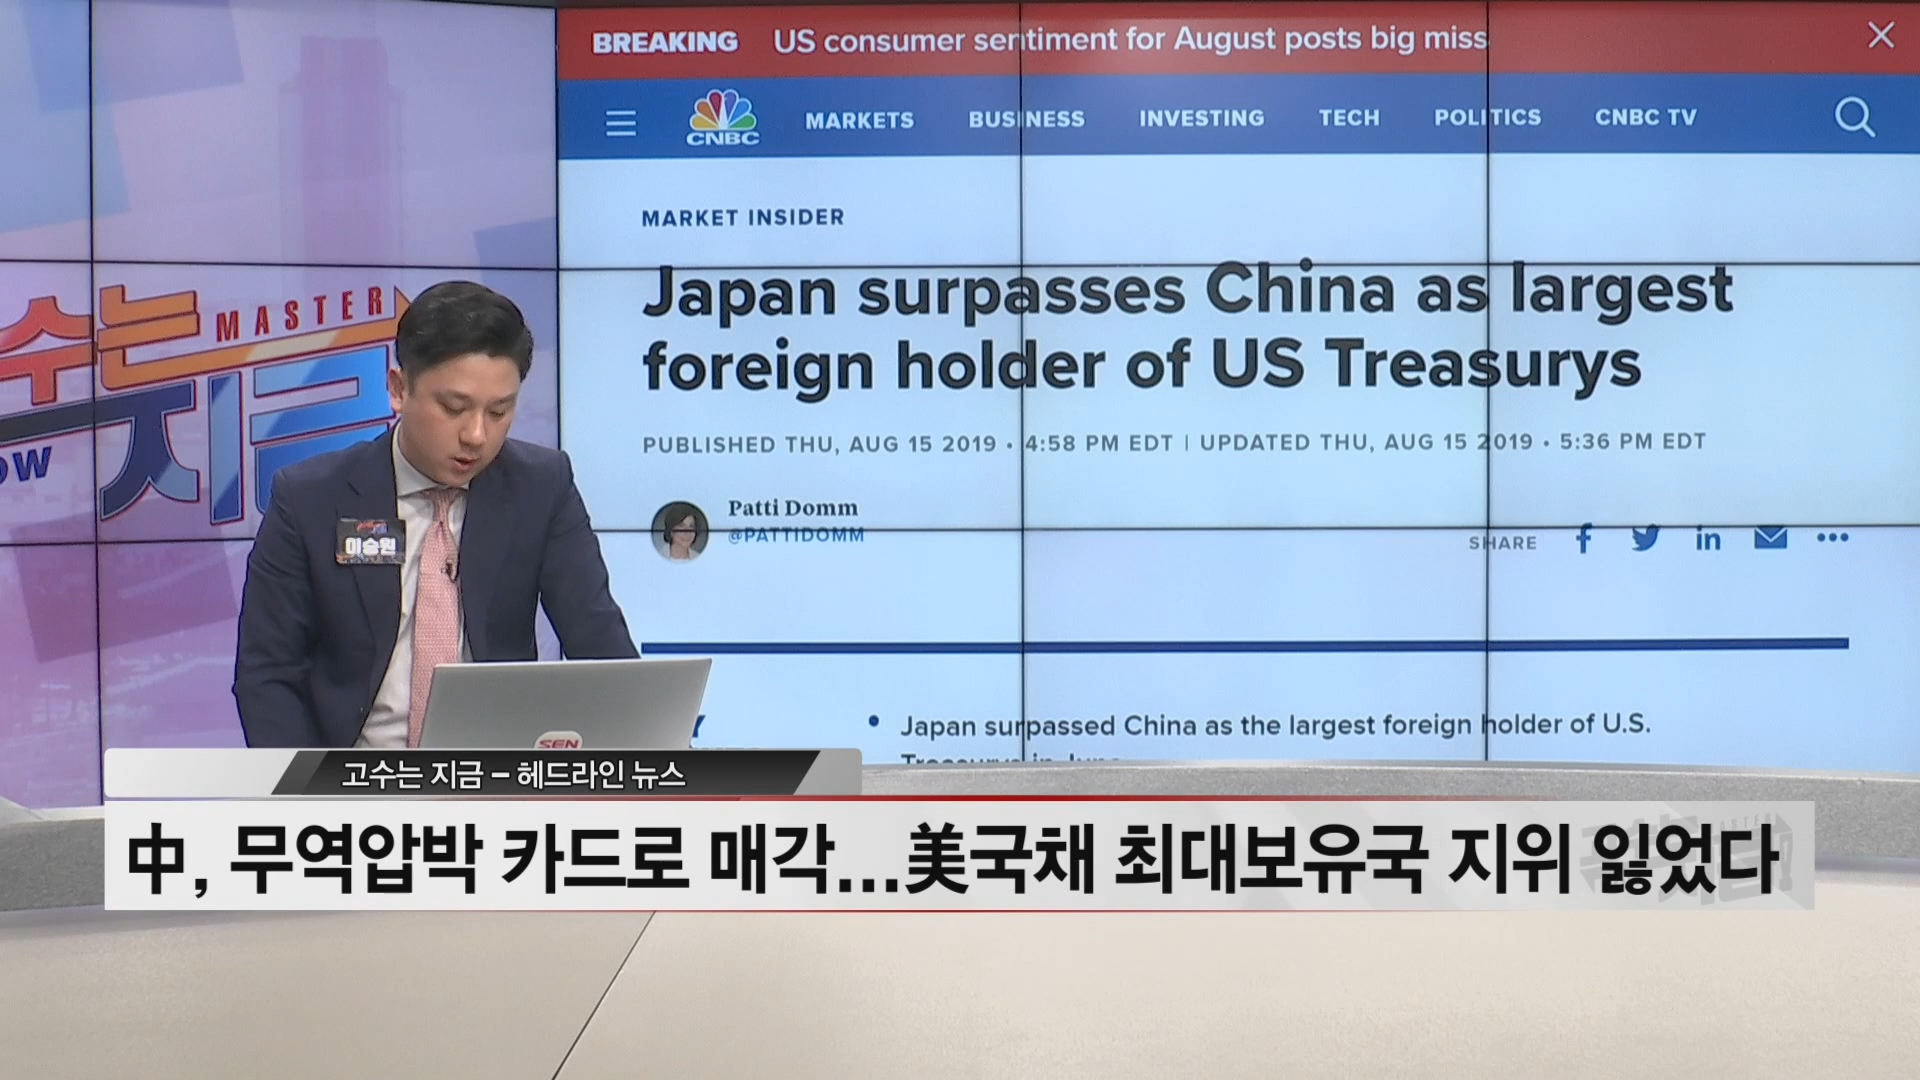 BREAKING US consumer sentiment for August posts big miss
CNBC MARKETS BUSINESS INVESTING TECH POLITICS CNBC TV
MARKET INSIDER
Japan surpasses China as largest
foreign holder of US Treasurys
PUBLISHED THU, AUG 15 2019 • 4:58 PM EDT | UPDATED THU, AUG 15 2019 • 5:36 PM EDT
Patti Domm
@PATTIDOMM
SHARE
• Japan surpassed China as the largest foreign holder of U.S.
수는
MASTER
지금
이승원
SEN
고수는 지금 – 헤드라인 뉴스
中, 무역압박 카드로 매각...美국채 최대보유국 지위 잃었다